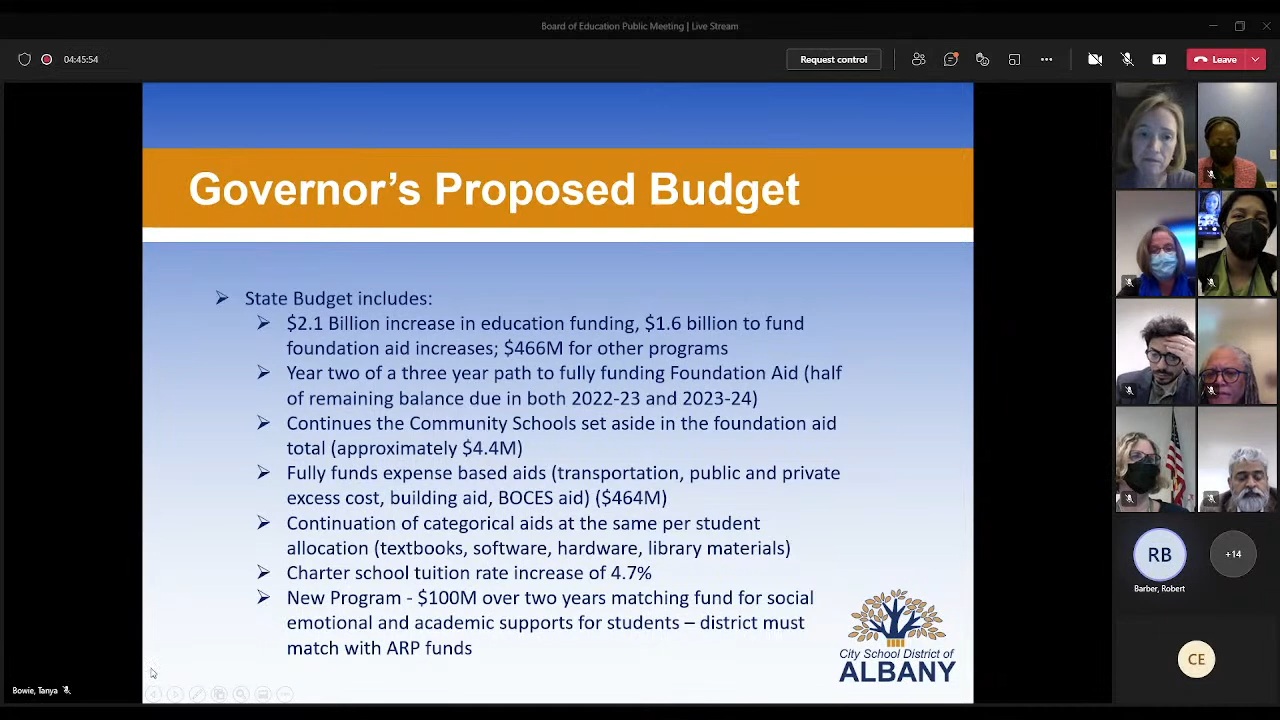 Board of Education Public Meeting | Live Stream
04:45:54
Request control
Leave
Governor's Proposed Budget
State Budget includes:
$2.1 Billion increase in education funding, $1.6 billion to fund
foundation aid increases; $466M for other programs
Year two of a three year path to fully funding Foundation Aid (half
of remaining balance due in both 2022-23 and 2023-24)
Continues the Community Schools set aside in the foundation aid
total (approximately $4.4M)
Fully funds expense based aids (transportation, public and private
excess cost, building aid, BOCES aid) ($464M)
Continuation of categorical aids at the same per student
allocation (textbooks, software, hardware, library materials)
Charter school tuition rate increase of 4.7%
New Program - $100M over two years matching fund for social
emotional and academic supports for students – district must
match with ARP funds
City School District of
ALBANY
RB
+14
Barber, Robert
CE
Bowie, Tanya